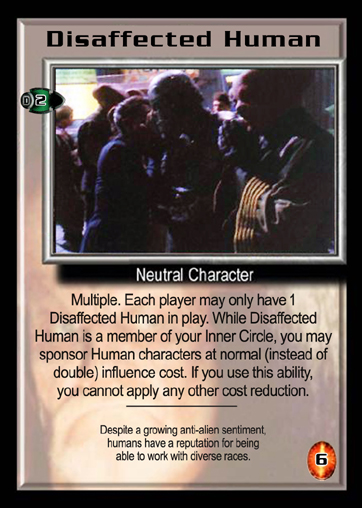 Disaffected Human
D 2
Neutral Character
Multiple. Each player may only have 1
Disaffected Human in play. While Disaffected
Human is a member of your Inner Circle, you may
sponsor Human characters at normal (instead of
double) influence cost. If you use this ability,
you cannot apply any other cost reduction.
Despite a growing anti-alien sentiment,
humans have a reputation for being
able to work with diverse races.
6